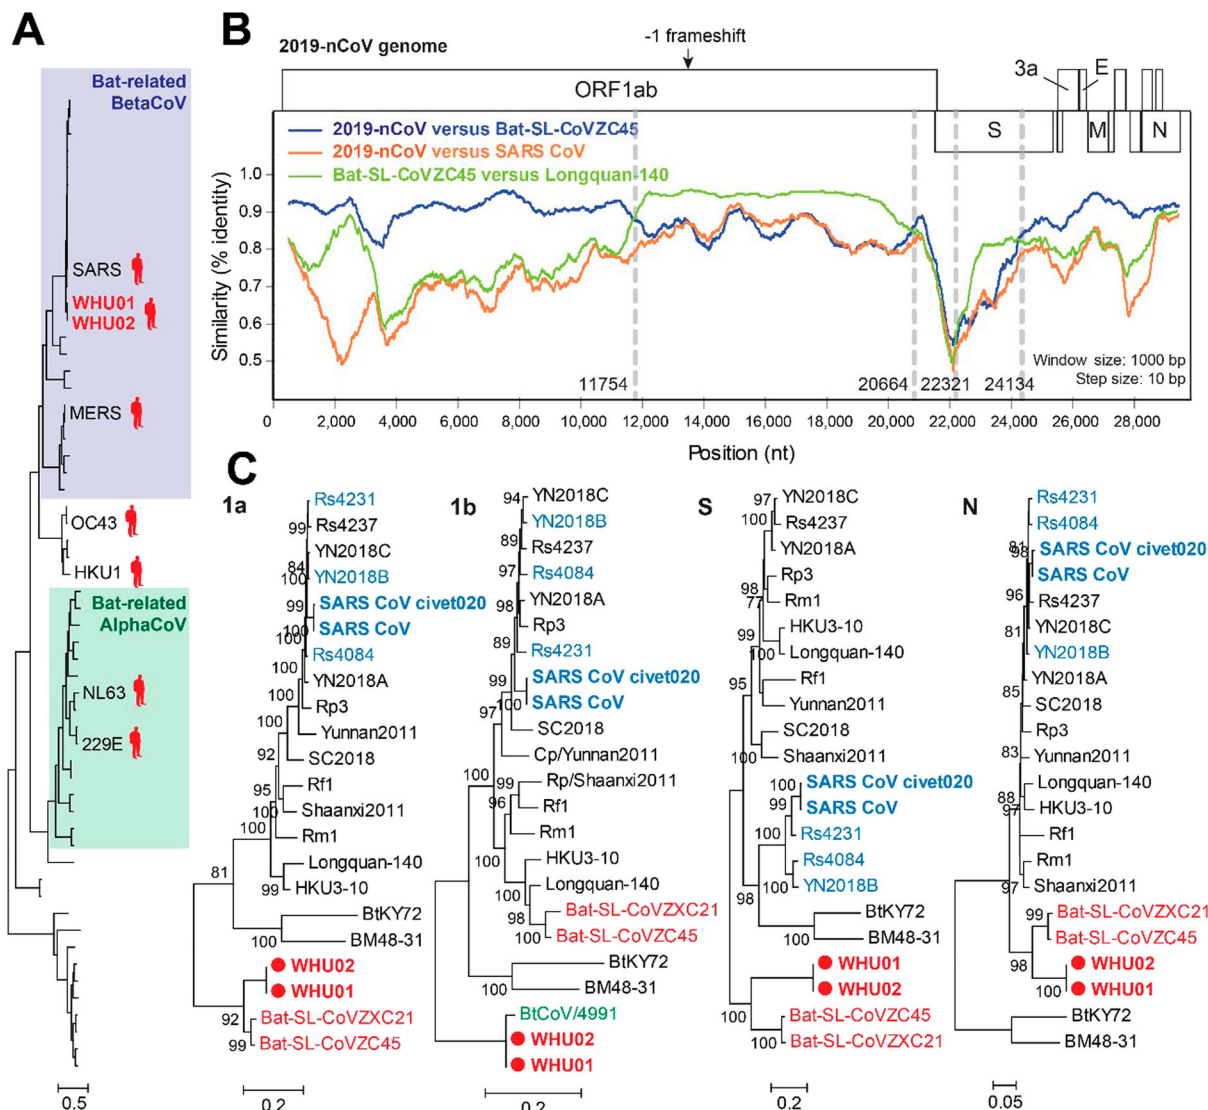 A
Bat-related
BetaCoV
SARS
WHU01
WHU02
MERS
OC43
HKU1
Bat-related
AlphaCoV
NL63
229E
0.5
B
2019-nCoV genome
-1 frameshift
ORF1ab
3a
E
S
M
N
2019-nCoV versus Bat-SL-CoVZC45
2019-nCoV versus SARS CoV
Bat-SL-CoVZC45 versus Longquan-140
Similarity (% identity)
1.0
0.9
0.8
0.7
0.6
0.5
11754
20664
22321
24134
Window size: 1000 bp
Step size: 10 bp
0
2,000
4,000
6,000
8,000
10,000
12,000
14,000
16,000
18,000
20,000
22,000
24,000
26,000
28,000
Position (nt)
C
1a
Rs4231
99
Rs4237
YN2018C
84
YN2018B
100
SARS CoV civet020
99
SARS CoV
100
100
Rs4084
100
YN2018A
100
Rp3
100
Yunnan2011
92
SC2018
95
Rf1
100
Shaanxi2011
100
Rm1
81
Longquan-140
99
HKU3-10
BtKY72
100
BM48-31
WHU02
WHU01
92
Bat-SL-CoVZXC21
99
Bat-SL-CoVZC45
0.2
1b
94
YN2018C
YN2018B
89
Rs4237
97
Rs4084
98
YN2018A
Rp3
89
Rs4231
99
SARS CoV civet020
100
SARS CoV
97
SC2018
Cp/Yunnan2011
100
99
Rp/Shaanxi2011
96
Rf1
Rm1
100
HKU3-10
Longquan-140
100
98
Bat-SL-CoVZXC21
56
Bat-SL-CoVZC45
BtKY72
100
BM48-31
BtCoV/4991
WHU02
WHU01
0.2
S
97
YN2018C
100
Rs4237
YN2018A
Rp3
98
Rm1
77
HKU3-10
99
100
Longquan-140
95
Rf1
Yunnan2011
SC2018
100
Shaanxi2011
100
SARS CoV civet020
99
SARS CoV
100
Rs4231
Rs4084
100
YN2018B
98
BtKY72
100
BM48-31
WHU01
WHU02
100
Bat-SL-CoVZC45
100
Bat-SL-CoVZXC21
0.2
N
Rs4231
Rs4084
81
98
SARS CoV civet020
SARS CoV
96
Rs4237
81
YN2018C
YN2018B
85
YN2018A
SC2018
Rp3
83
Yunnan2011
Longquan-140
88
97
HKU3-10
Rf1
Rm1
97
Shaanxi2011
99
Bat-SL-CoVZXC21
Bat-SL-CoVZC45
98
WHU02
100
WHU01
BtKY72
BM48-31
0.05